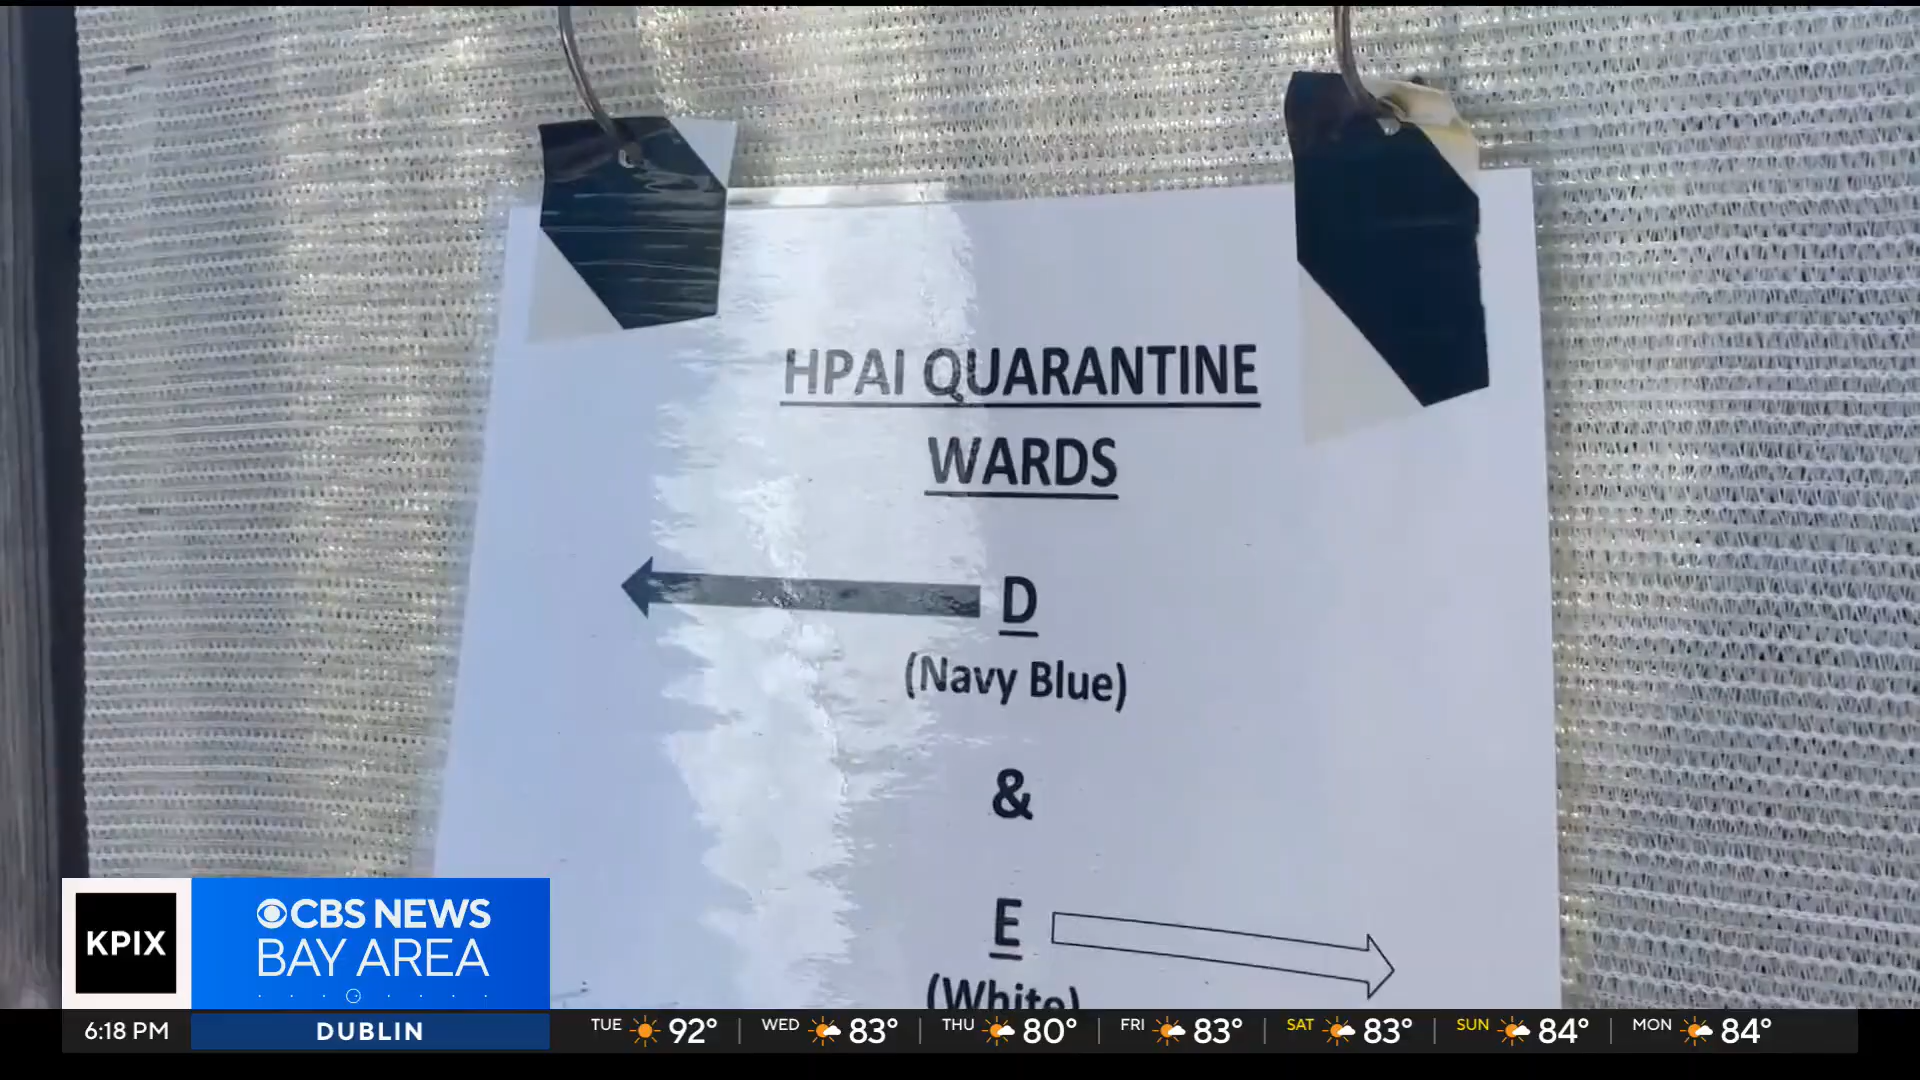 HPAI QUARANTINE
WARDS
D
(Navy Blue)
&
E
(White)
KPIX
CBS NEWS
BAY AREA
6:18 PM
DUBLIN
TUE 92° WED 83° THU 80° FRI 83° SAT 83° SUN 84° MON 84°